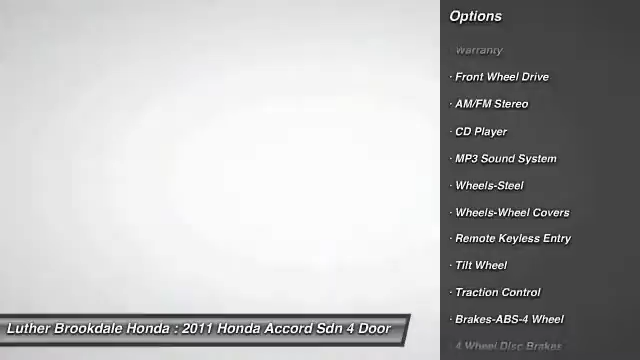 Options
· Warranty
· Front Wheel Drive
· AM/FM Stereo
· CD Player
· MP3 Sound System
· Wheels-Steel
· Wheels-Wheel Covers
· Remote Keyless Entry
· Tilt Wheel
· Traction Control
· Brakes-ABS-4 Wheel
· 4 Wheel Disc Brakes
Luther Brookdale Honda : 2011 Honda Accord Sdn 4 Door